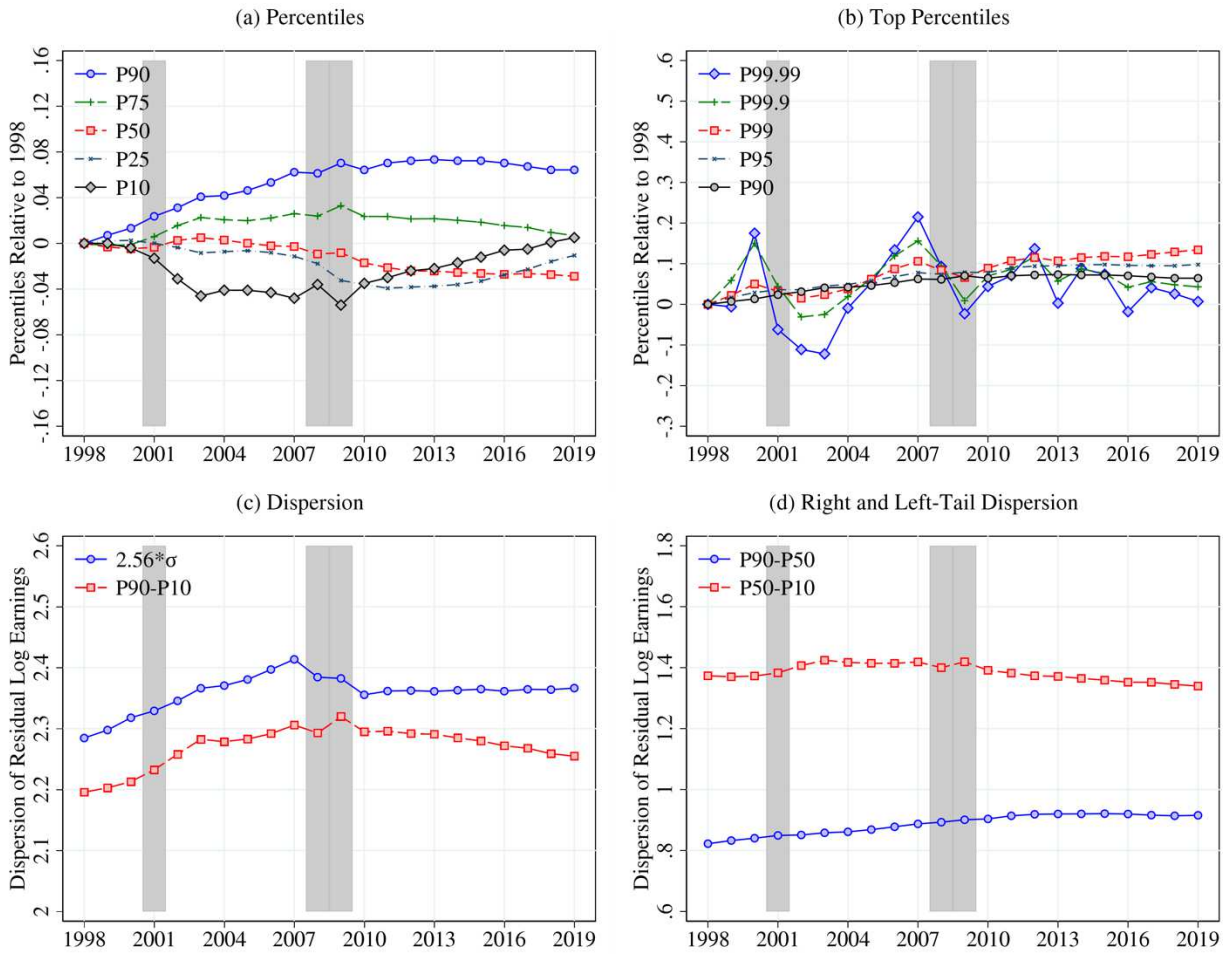 (a) Percentiles
Percentiles Relative to 1998
.16
.12
.08
.04
0
-.04
-.08
-.12
-.16
P90
P75
P50
P25
P10
1998 2001 2004 2007 2010 2013 2016 2019
(b) Top Percentiles
Percentiles Relative to 1998
.6
.5
.4
.3
.2
.1
0
-.1
-.2
-.3
P99.99
P99.9
P99
P95
P90
1998 2001 2004 2007 2010 2013 2016 2019
(c) Dispersion
Dispersion of Residual Log Earnings
2.6
2.5
2.4
2.3
2.2
2.1
2
2.56*σ
P90-P10
1998 2001 2004 2007 2010 2013 2016 2019
(d) Right and Left-Tail Dispersion
Dispersion of Residual Log Earnings
1.8
1.6
1.4
1.2
1
.8
.6
P90-P50
P50-P10
1998 2001 2004 2007 2010 2013 2016 2019